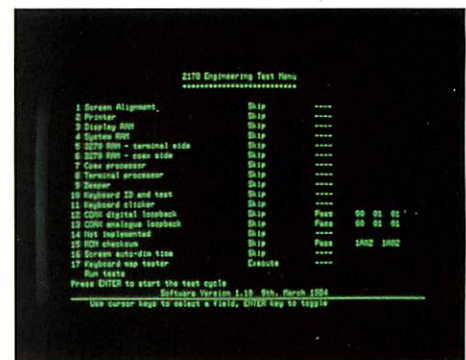 2178 Engineering Test Menu
****************************
1 Screen Alignment Skip ----
2 Printer Skip ----
3 Display RAM Skip ----
4 System RAM Skip ----
5 3278 RAM - terminal side Skip ----
6 3278 RAM - coax side Skip ----
7 Coax processor Skip ----
8 Terminal processor Skip ----
9 Beeper Skip ----
10 Keyboard ID and test Skip ----
11 Keyboard clicker Skip ----
12 COAX digital loopback Skip Pass 00 01 01
13 COAX analogue loopback Skip Pass 00 01 01
14 Not implemented Skip ----
15 ROM checksum Skip Pass 1A02 1A02
16 Screen auto-dim time Skip ----
17 Keyboard map tester Execute ----
Run tests
Press ENTER to start the test cycle
Software Version 1.10 9th. March 1984
Use cursor keys to select a field, ENTER key to toggle